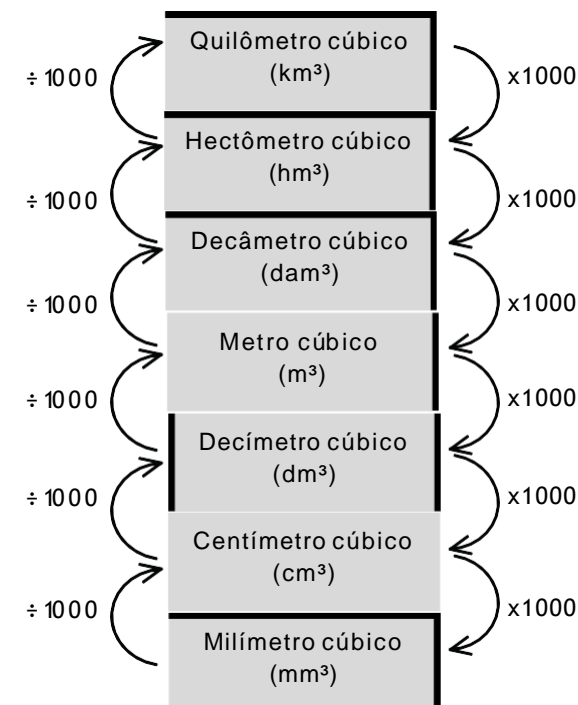 Quilômetro cúbico
(km³)
÷ 1000
x1000
Hectômetro cúbico
(hm³)
÷ 1000
x1000
Decâmetro cúbico
(dam³)
÷ 1000
x1000
Metro cúbico
(m³)
÷ 1000
x1000
Decímetro cúbico
(dm³)
÷ 1000
x1000
Centímetro cúbico
(cm³)
÷ 1000
x1000
Milímetro cúbico
(mm³)